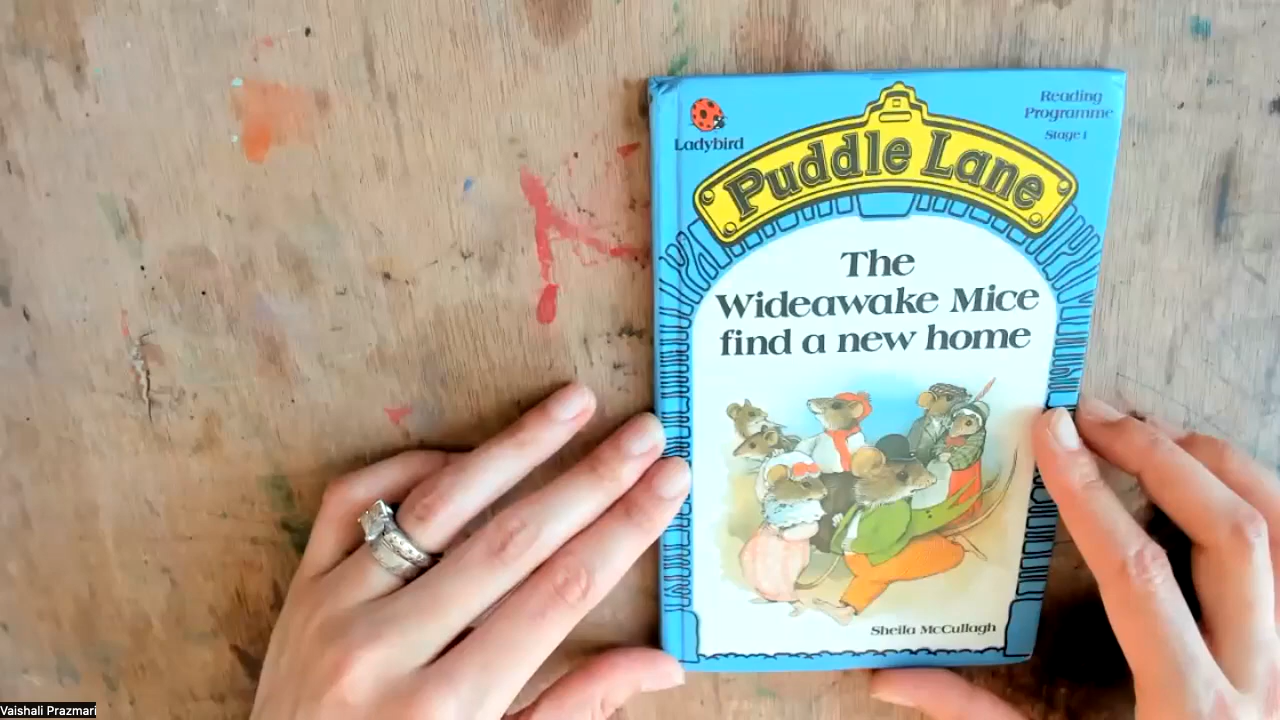 Ladybird
Reading
Programme
Stage 1
Puddle Lane
The
Wideawake Mice
find a new home
Sheila McCullagh
Vaishali Prazmari